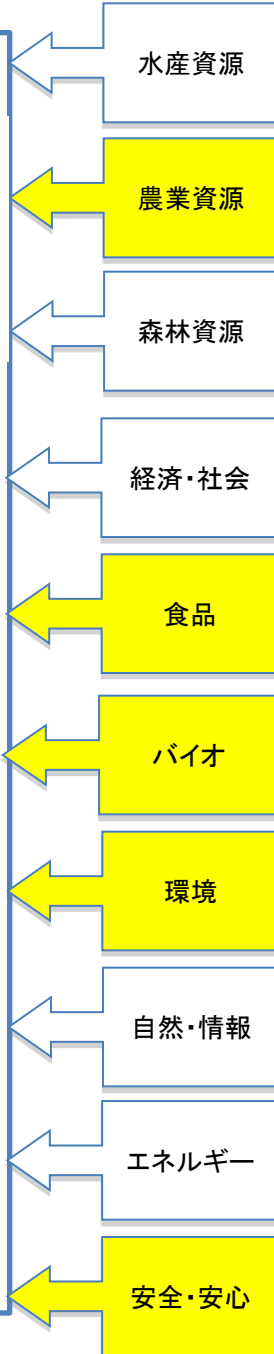 水産資源
農業資源
森林資源
経済・社会
食品
バイオ
環境
自然・情報
エネルギー
安全・安心